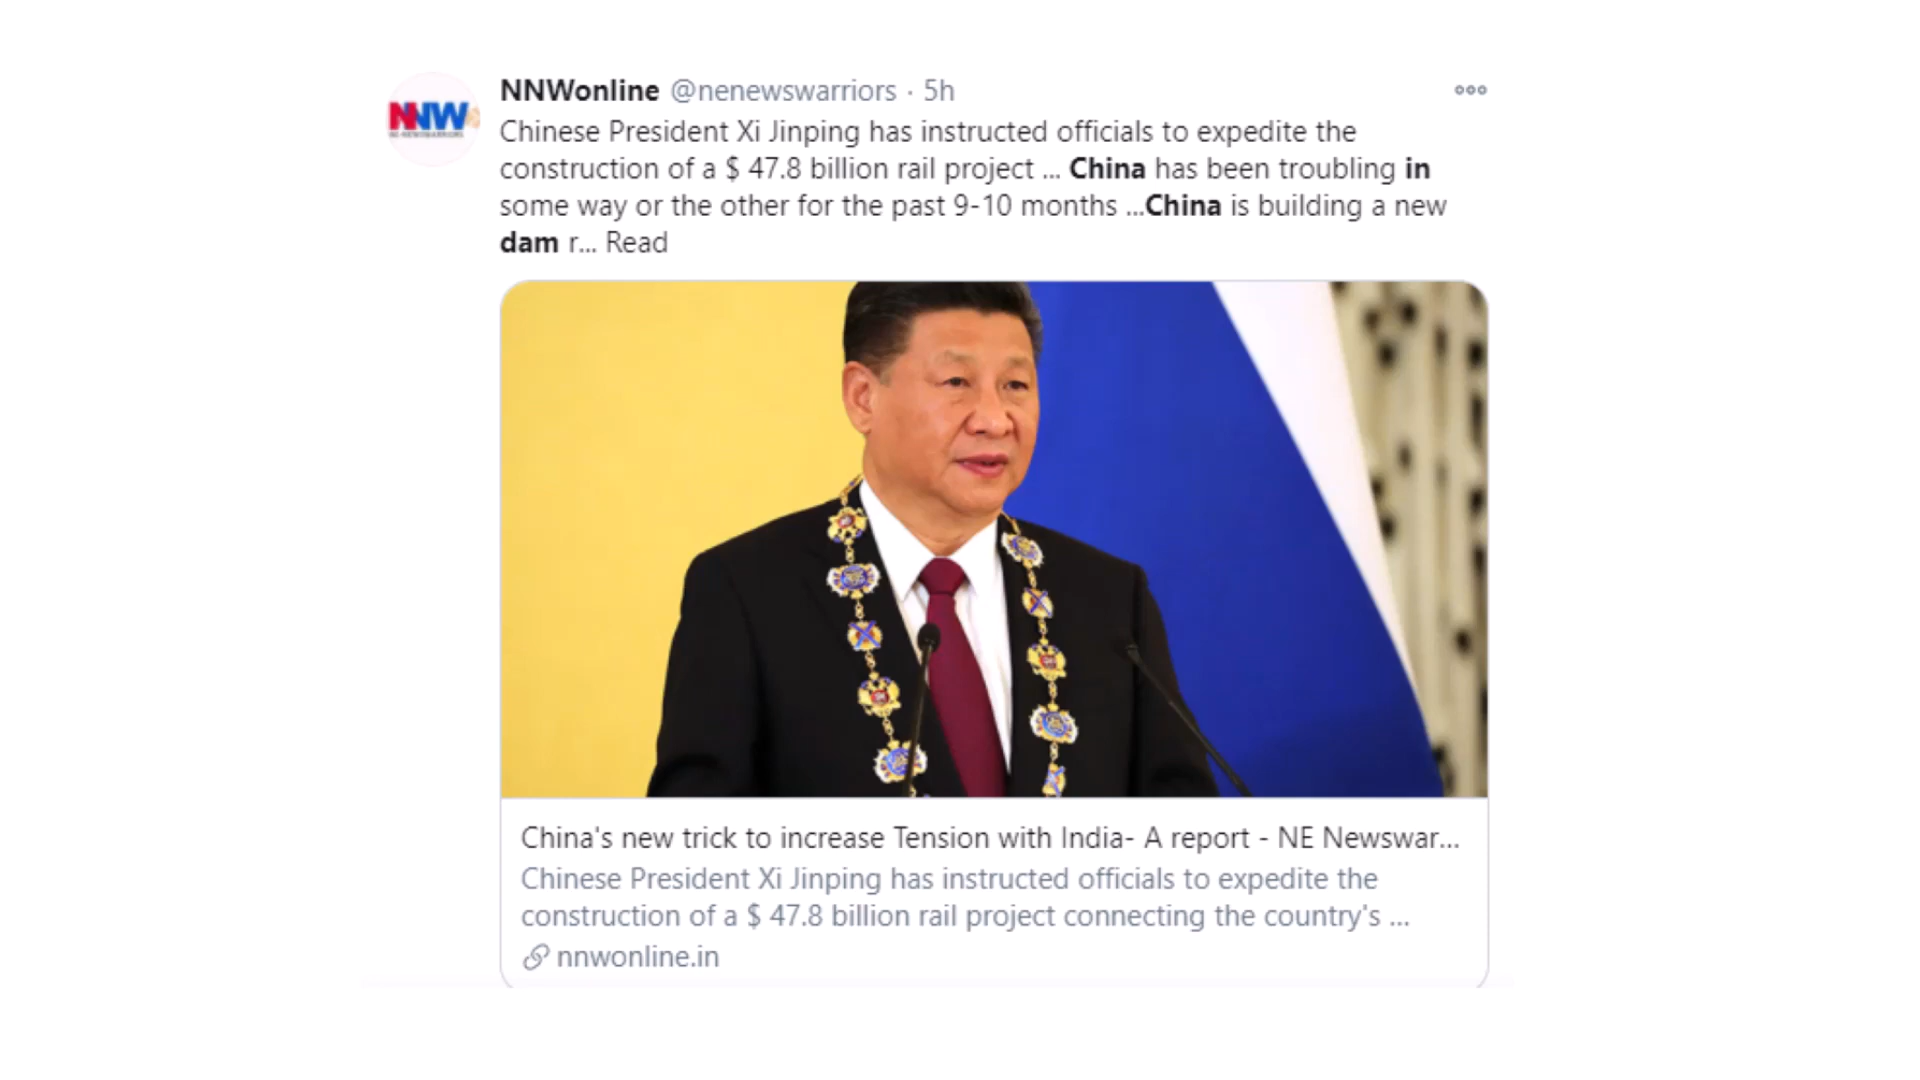 NNWonline @nenewswarriors · 5h
NNW
Chinese President Xi Jinping has instructed officials to expedite the
construction of a $ 47.8 billion rail project ... China has been troubling in
some way or the other for the past 9-10 months ...China is building a new
dam r... Read
China's new trick to increase Tension with India- A report - NE Newswar...
Chinese President Xi Jinping has instructed officials to expedite the
construction of a $ 47.8 billion rail project connecting the country's ...
nnwonline.in